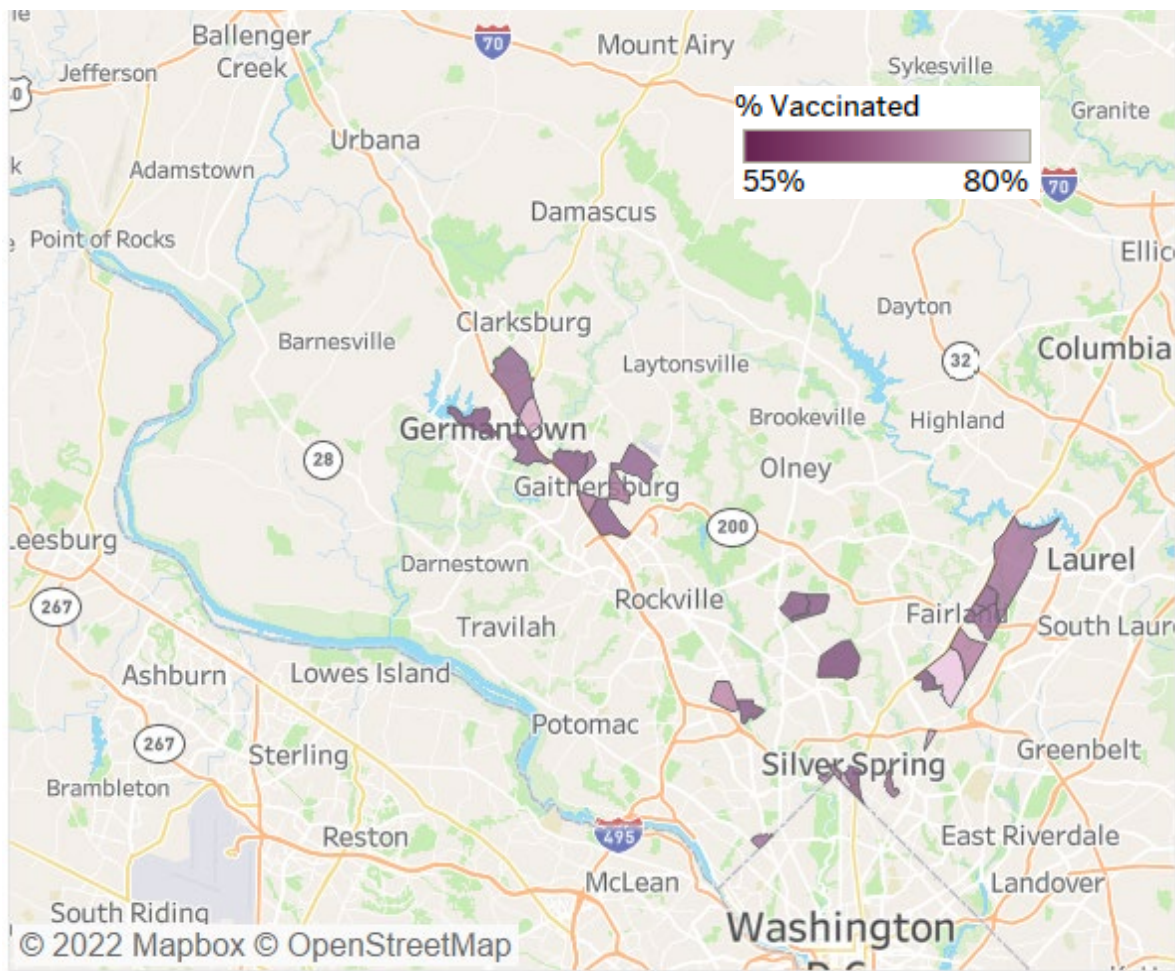 Ballenger
Creek
70
Mount Airy
Jefferson
Sykesville
% Vaccinated
55%
80%
Granite
70
Urbana
Adamstown
Damascus
Point of Rocks
Ellic
Dayton
Clarksburg
Barnesville
Laytonsville
32
Columbia
Brookeville
Highland
Germantown
28
Olney
Gaithersburg
200
Leesburg
Darnestown
Laurel
267
Rockville
Fairland
Travilah
South Laure
Ashburn
Lowes Island
Potomac
267
Sterling
Silver Spring
Greenbelt
Brambleton
Reston
495
East Riverdale
McLean
Landover
South Riding
Washington
© 2022 Mapbox © OpenStreetMap